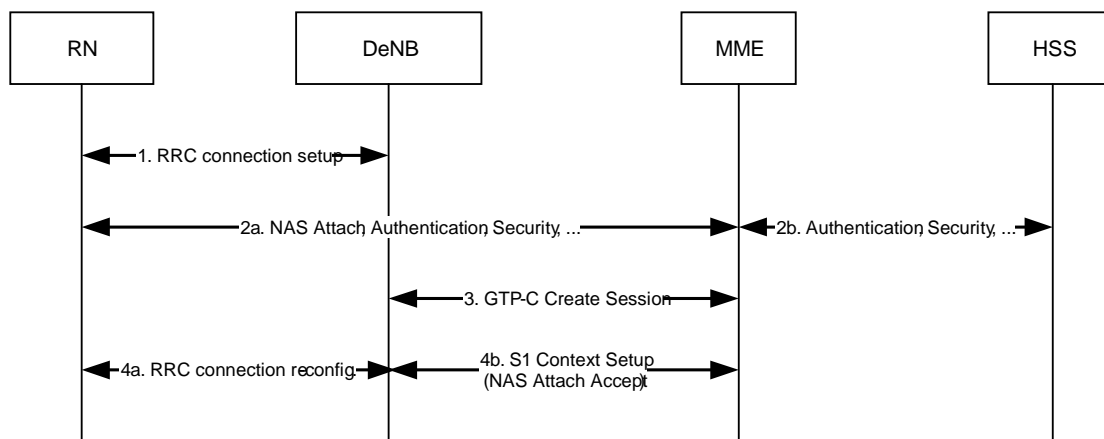 RN
DeNB
MME
HSS
1. RRC connection setup
2a. NAS Attach, Authentication, Security, ...
2b. Authentication, Security, ...
3. GTP-C Create Session
4a. RRC connection reconfig.
4b. S1 Context Setup
(NAS Attach Accept)